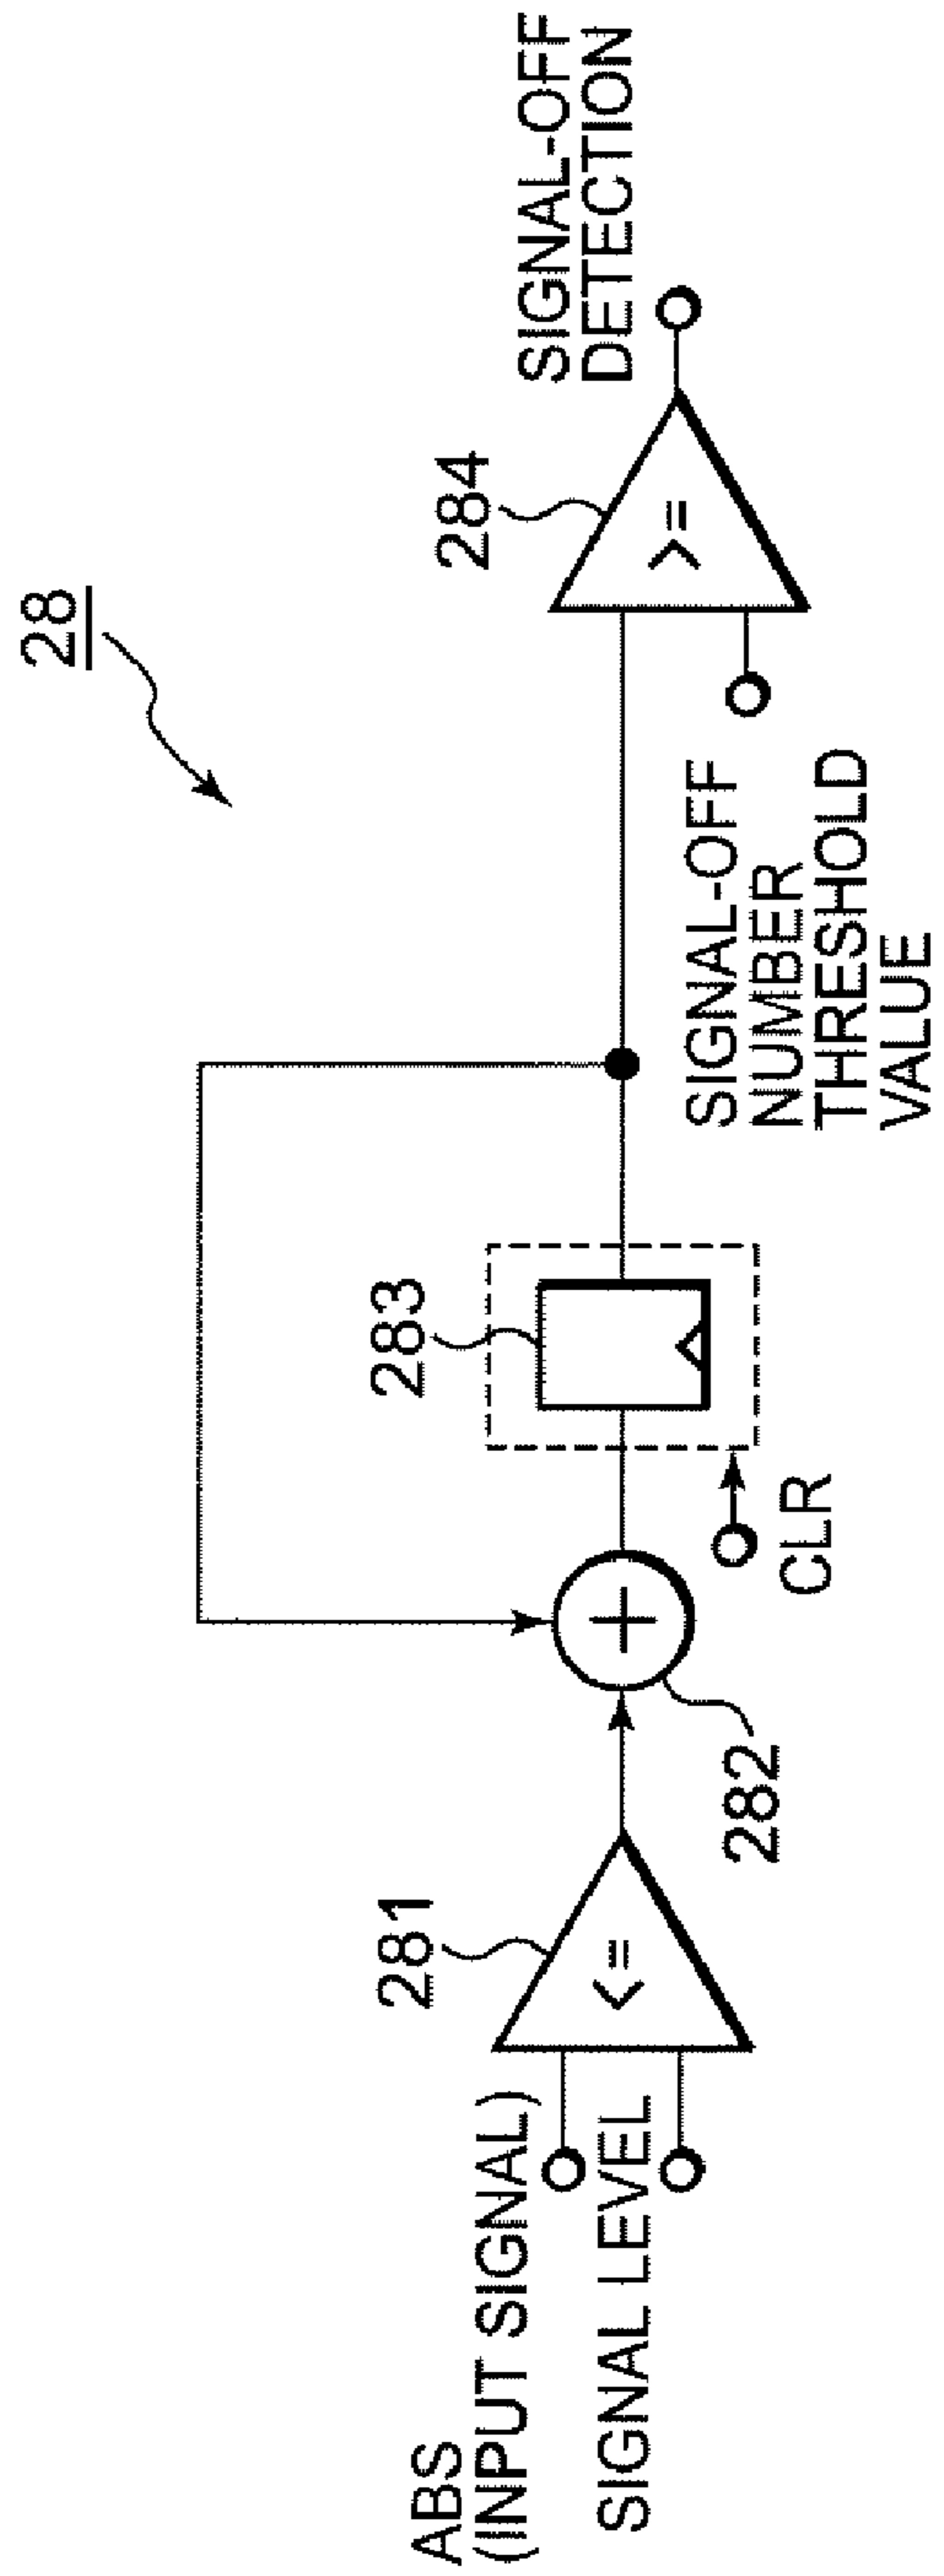 28
ABS
(INPUT SIGNAL)
SIGNAL LEVEL
281
<=
282
+
283
CLR
284
>=
SIGNAL-OFF
NUMBER
THRESHOLD
VALUE
SIGNAL-OFF
DETECTION